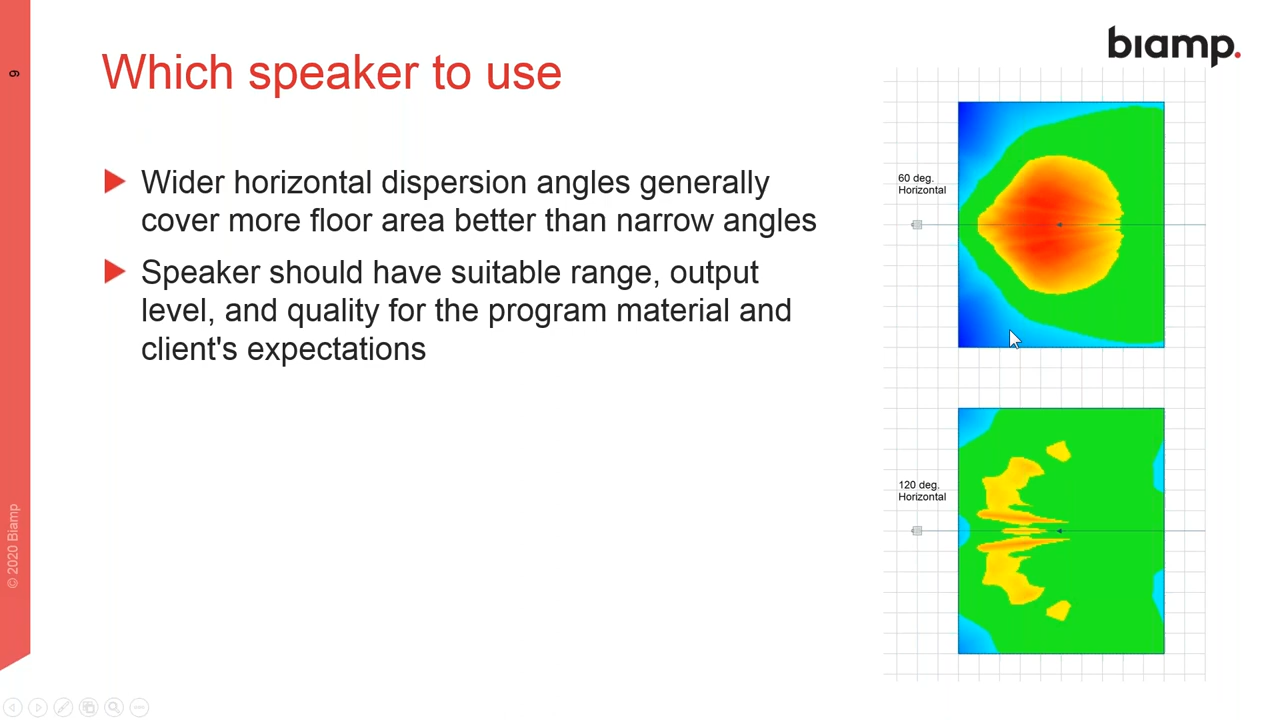 9
biamp.
Which speaker to use
Wider horizontal dispersion angles generally
cover more floor area better than narrow angles
Speaker should have suitable range, output
level, and quality for the program material and
client's expectations
60 deg.
Horizontal
120 deg.
Horizontal
© 2020 Biamp